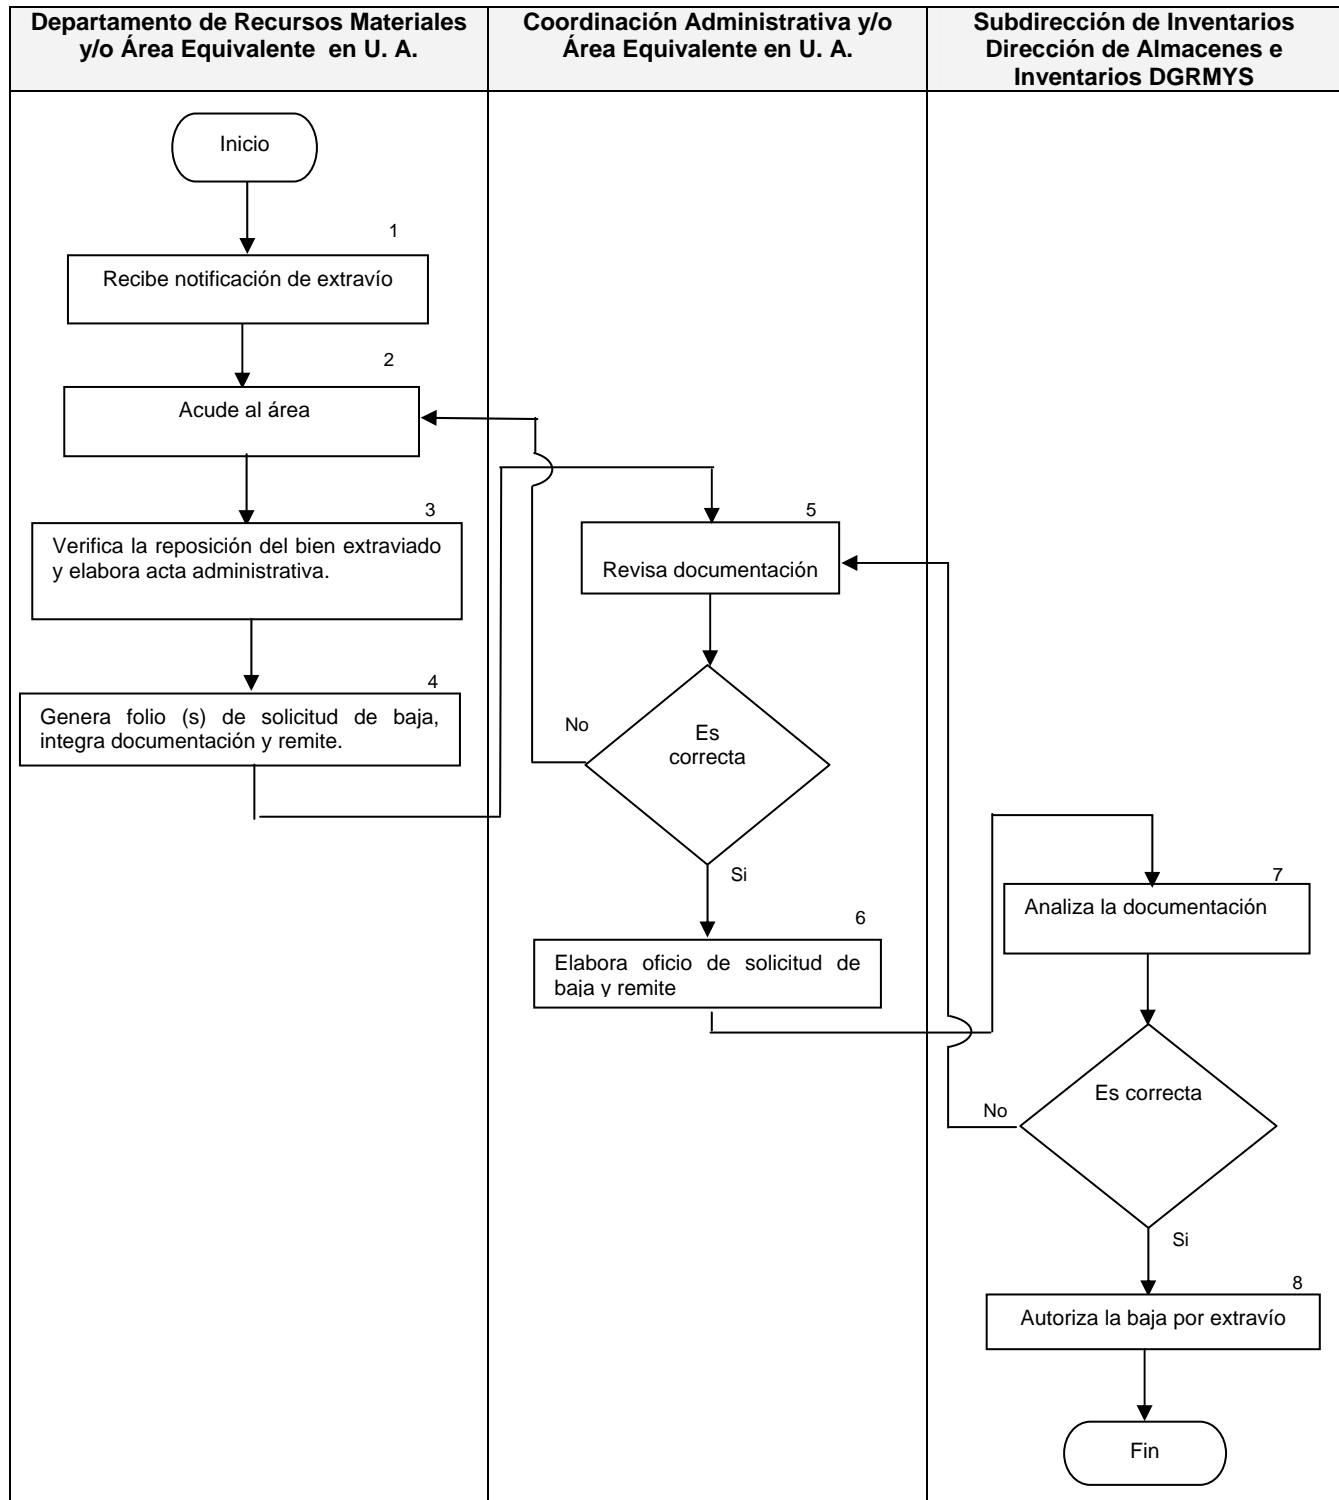 Departamento de Recursos Materiales
y/o Área Equivalente en U. A.
Coordinación Administrativa y/o
Área Equivalente en U. A.
Subdirección de Inventarios
Dirección de Almacenes e
Inventarios DGRMYS
Inicio
1
Recibe notificación de extravío
2
Acude al área
3
Verifica la reposición del bien extraviado
y elabora acta administrativa.
4
Genera folio (s) de solicitud de baja,
integra documentación y remite.
5
Revisa documentación
No
Es
correcta
Si
6
Elabora oficio de solicitud de
baja y remite
7
Analiza la documentación
No
Es correcta
Si
8
Autoriza la baja por extravío
Fin